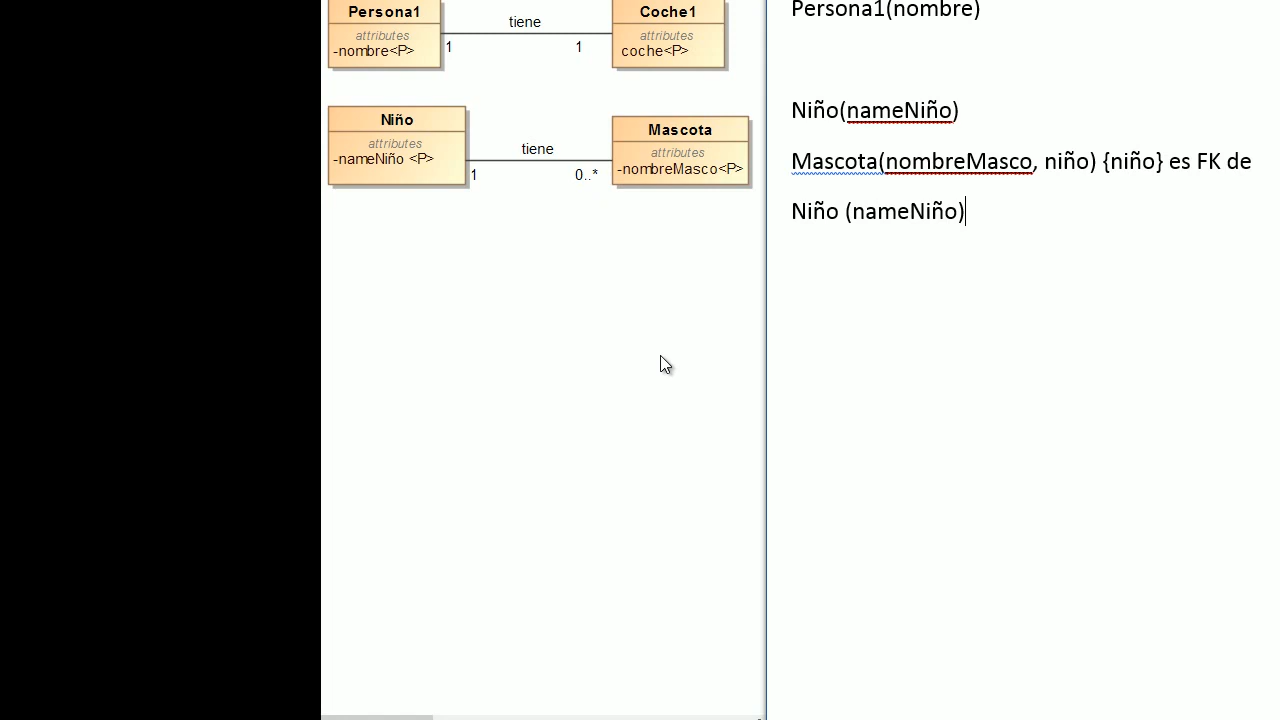 Persona1
attributes
-nombre<P>
tiene
1
1
Coche1
attributes
coche<P>
Niño
attributes
-nameNiño <P>
tiene
1
0..*
Mascota
attributes
-nombreMasco<P>
Persona1(nombre)
Niño(nameNiño)
Mascota(nombreMasco, niño) {niño} es FK de
Niño (nameNiño)